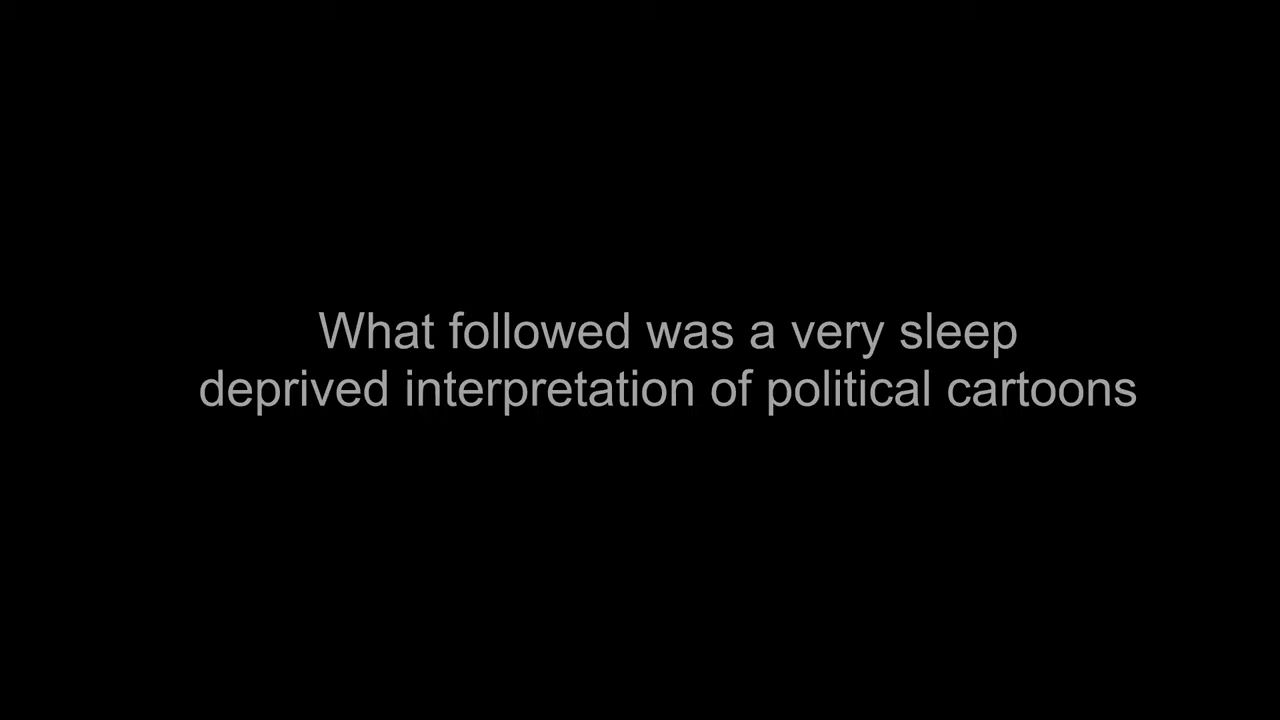 What followed was a very sleep
deprived interpretation of political cartoons